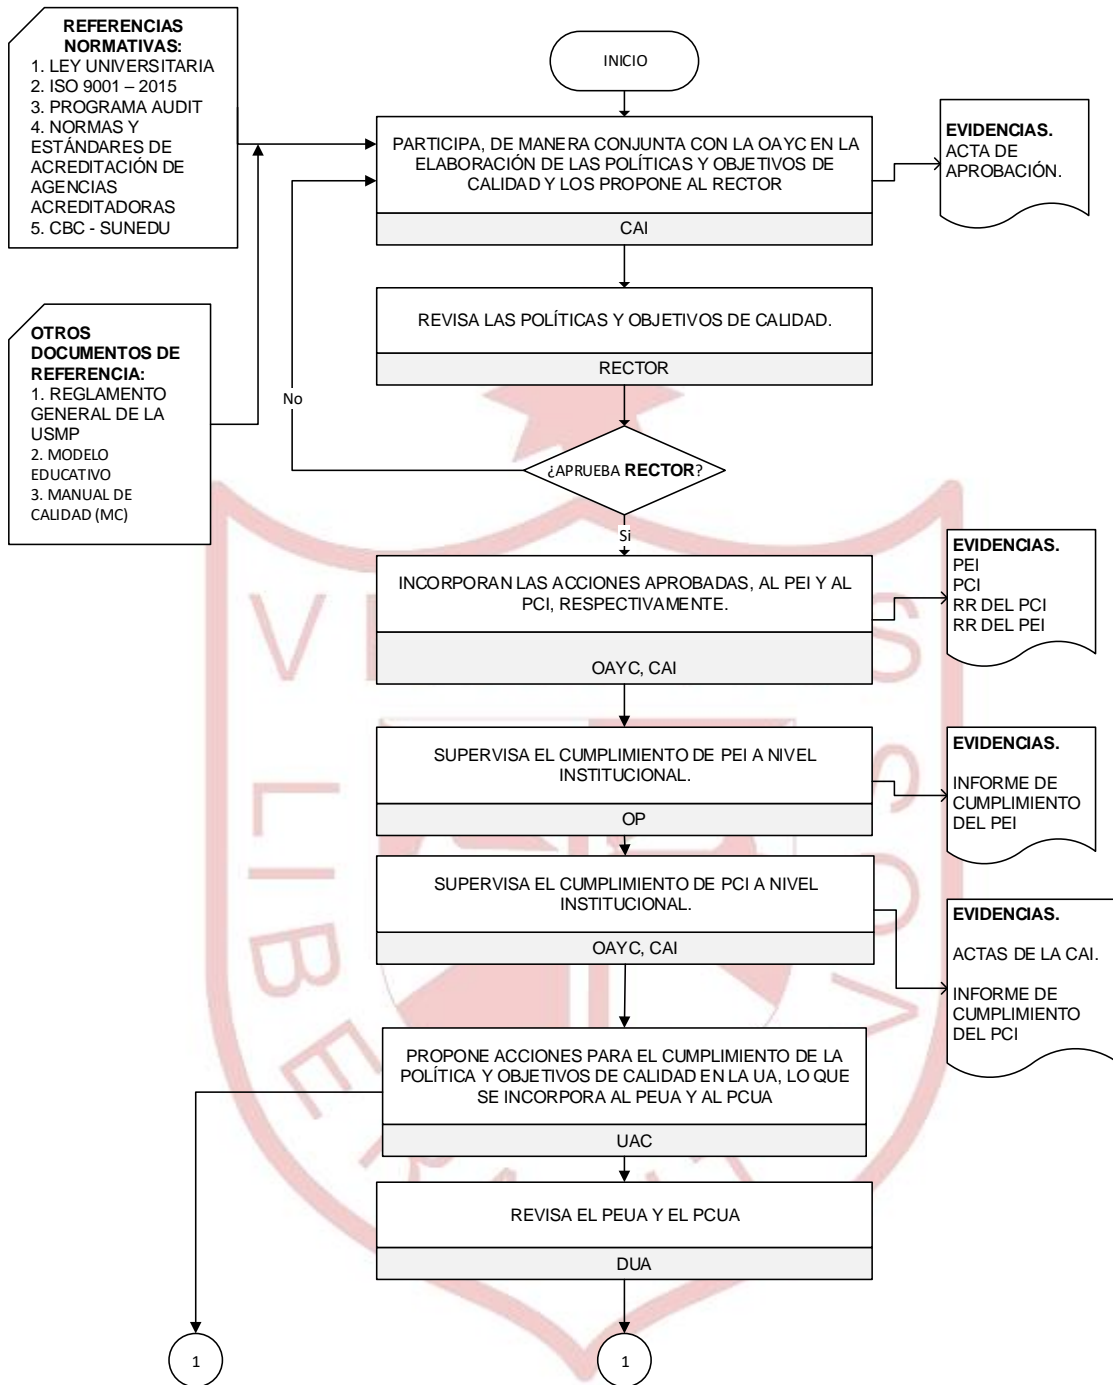 REFERENCIAS
NORMATIVAS:
1. LEY UNIVERSITARIA
2. ISO 9001 – 2015
3. PROGRAMA AUDIT
4. NORMAS Y
ESTÁNDARES DE
ACREDITACIÓN DE
AGENCIAS
ACREDITADORAS
5. CBC - SUNEDU
INICIO
PARTICIPA, DE MANERA CONJUNTA CON LA OAYC EN LA
ELABORACIÓN DE LAS POLÍTICAS Y OBJETIVOS DE
CALIDAD Y LOS PROPONE AL RECTOR
CAI
EVIDENCIAS.
ACTA DE
APROBACIÓN.
OTROS
DOCUMENTOS DE
REFERENCIA:
1. REGLAMENTO
GENERAL DE LA
USMP
2. MODELO
EDUCATIVO
3. MANUAL DE
CALIDAD (MC)
REVISA LAS POLÍTICAS Y OBJETIVOS DE CALIDAD.
RECTOR
No
¿APRUEBA RECTOR?
Si
INCORPORAN LAS ACCIONES APROBADAS, AL PEI Y AL
PCI, RESPECTIVAMENTE.
OAYC, CAI
EVIDENCIAS.
PEI
PCI
RR DEL PCI
RR DEL PEI
SUPERVISA EL CUMPLIMIENTO DE PEI A NIVEL
INSTITUCIONAL.
OP
EVIDENCIAS.
INFORME DE
CUMPLIMIENTO
DEL PEI
SUPERVISA EL CUMPLIMIENTO DE PCI A NIVEL
INSTITUCIONAL.
OAYC, CAI
EVIDENCIAS.
ACTAS DE LA CAI.
INFORME DE
CUMPLIMIENTO
DEL PCI
PROPONE ACCIONES PARA EL CUMPLIMIENTO DE LA
POLÍTICA Y OBJETIVOS DE CALIDAD EN LA UA, LO QUE
SE INCORPORA AL PEUA Y AL PCUA
UAC
REVISA EL PEUA Y EL PCUA
DUA
1
1